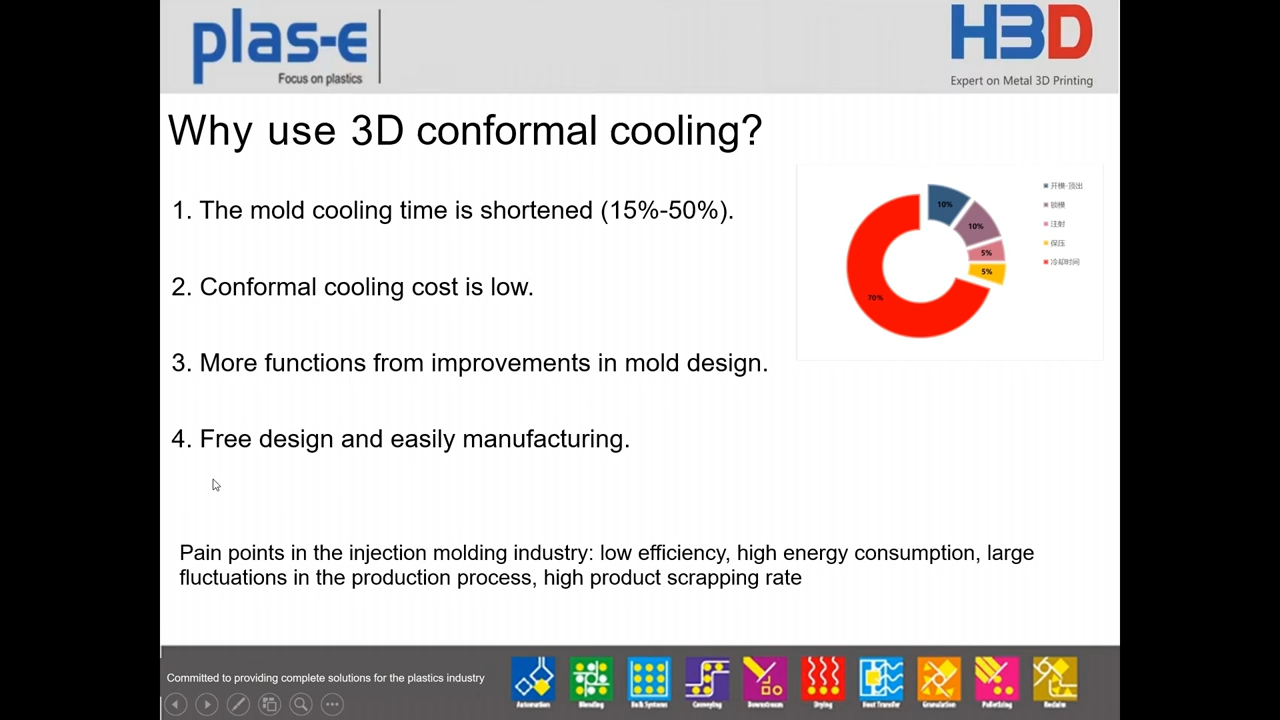 plas-e
Focus on plastics
H3D
Expert on Metal 3D Printing
Why use 3D conformal cooling?
1. The mold cooling time is shortened (15%-50%).
2. Conformal cooling cost is low.
3. More functions from improvements in mold design.
4. Free design and easily manufacturing.
10%
10%
5%
5%
70%
开模-顶出
锁模
注射
保压
冷却时间
Pain points in the injection molding industry: low efficiency, high energy consumption, large
fluctuations in the production process, high product scrapping rate
Committed to providing complete solutions for the plastics industry
Automation
Blending
Bulk Systems
Conveying
Downstream
Drying
Heat Transfer
Granulation
Palletizing
Reclaim